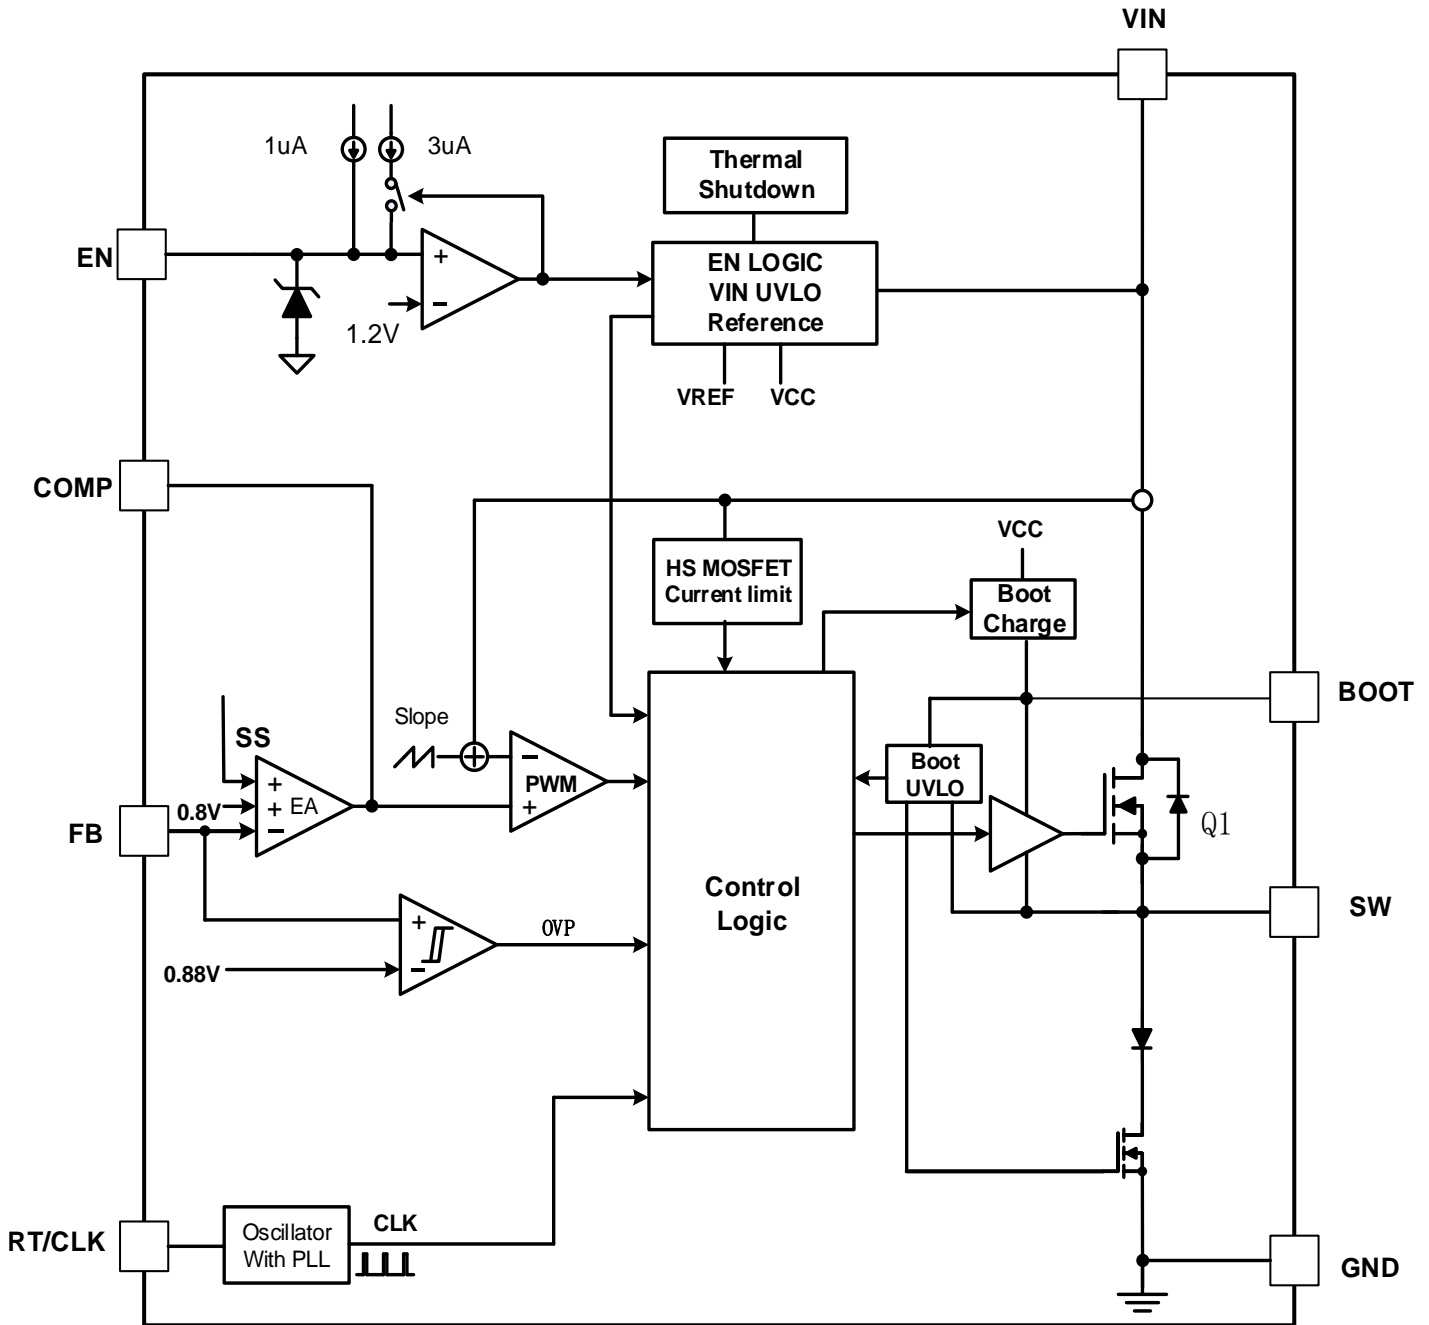 VIN
1uA
3uA
Thermal
Shutdown
EN
+
−
1.2V
EN LOGIC
VIN UVLO
Reference
VREF
VCC
COMP
HS MOSFET
Current limit
VCC
Boot
Charge
BOOT
Slope
SS
+
−
PWM
+
Boot
UVLO
0.8V
+
+
EA
−
FB
Q1
Control
Logic
SW
+
−
OVP
0.88V
RT/CLK
Oscillator
With PLL
CLK
GND